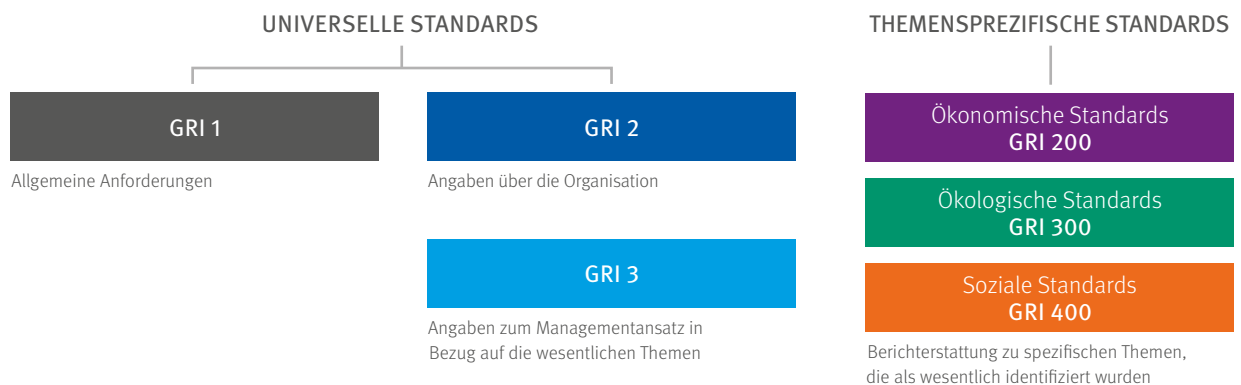 UNIVERSELLE STANDARDS
GRI 1
Allgemeine Anforderungen
GRI 2
Angaben über die Organisation
GRI 3
Angaben zum Managementansatz in
Bezug auf die wesentlichen Themen
THEMENSPREZIFISCHE STANDARDS
Ökonomische Standards
GRI 200
Ökologische Standards
GRI 300
Soziale Standards
GRI 400
Berichterstattung zu spezifischen Themen,
die als wesentlich identifiziert wurden